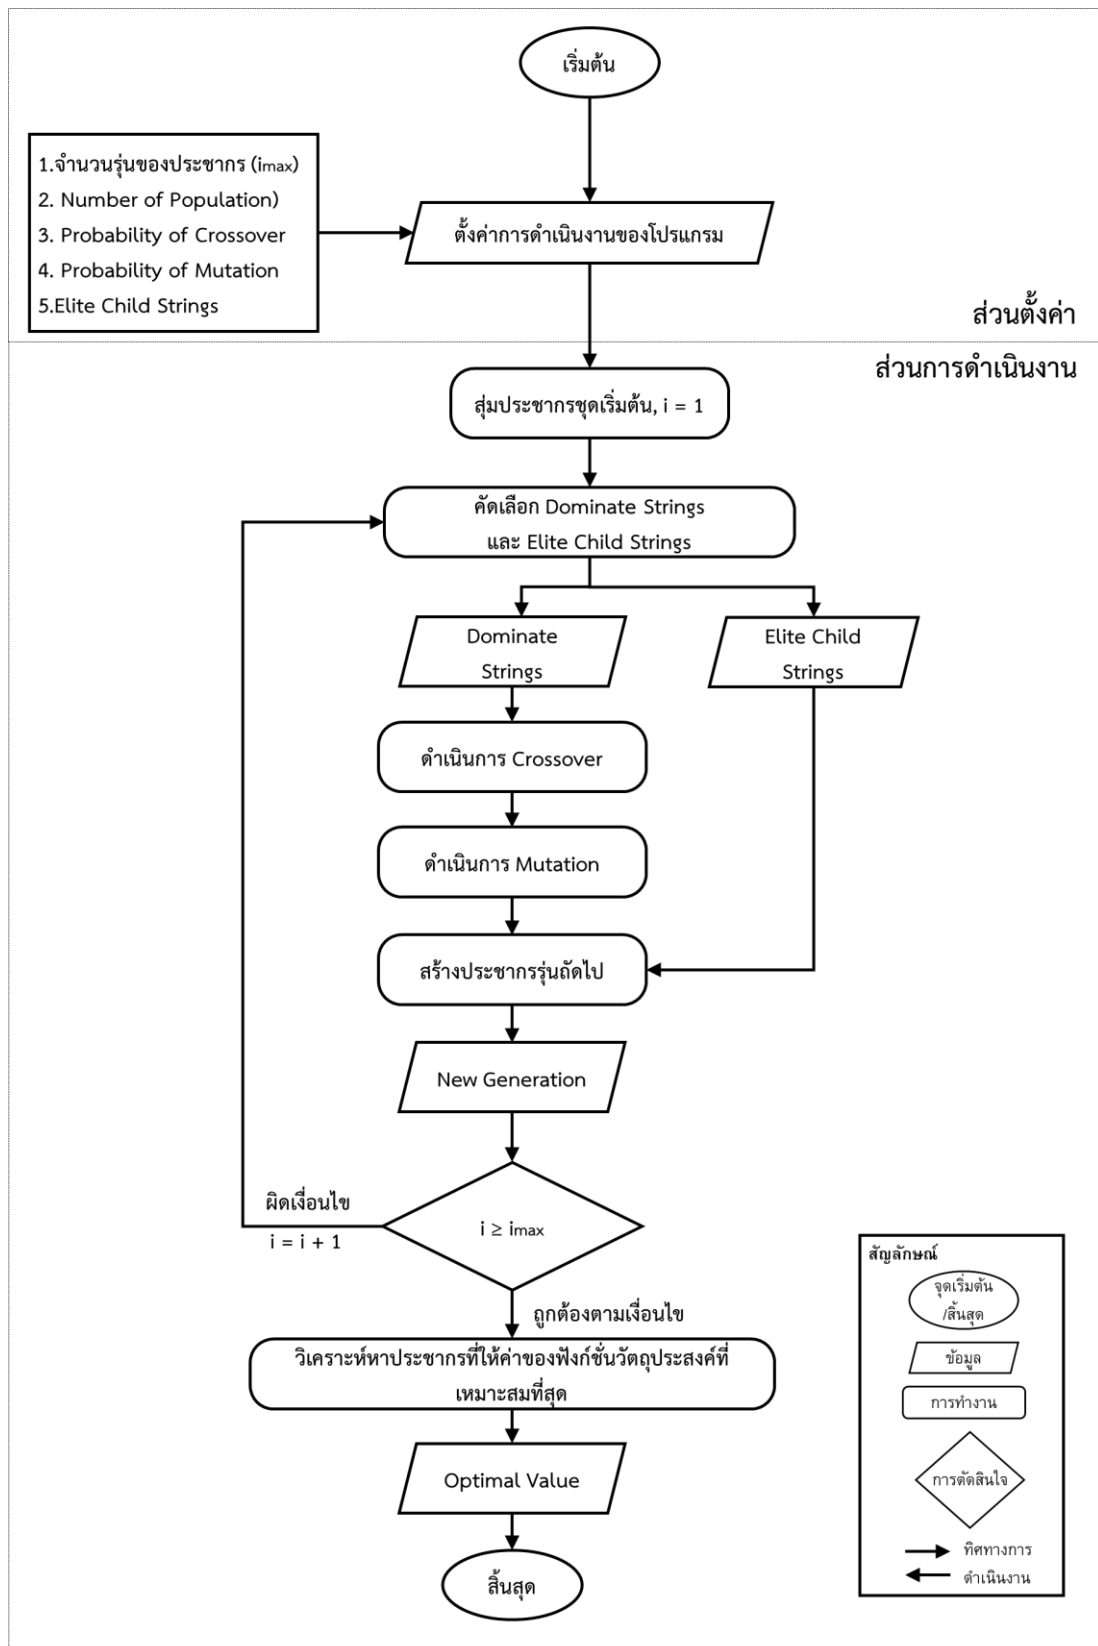 เริ่มต้น
1.จำนวนรุ่นของประชากร (imax)
2. Number of Population)
3. Probability of Crossover
4. Probability of Mutation
5.Elite Child Strings
ตั้งค่าการดำเนินงานของโปรแกรม
ส่วนตั้งค่า
ส่วนการดำเนินงาน
สุ่มประชากรชุดเริ่มต้น, i = 1
คัดเลือก Dominate Strings
และ Elite Child Strings
Dominate
Strings
Elite Child
Strings
ดำเนินการ Crossover
ดำเนินการ Mutation
สร้างประชากรรุ่นถัดไป
New Generation
ผิดเงื่อนไข
i = i + 1
i ≥ imax
ถูกต้องตามเงื่อนไข
วิเคราะห์หาประชากรที่ให้ค่าของฟังก์ชั่นวัตถุประสงค์ที่
เหมาะสมที่สุด
Optimal Value
สิ้นสุด
สัญลักษณ์
จุดเริ่มต้น
/สิ้นสุด
ข้อมูล
การทำงาน
การตัดสินใจ
ทิศทางการ
ดำเนินงาน